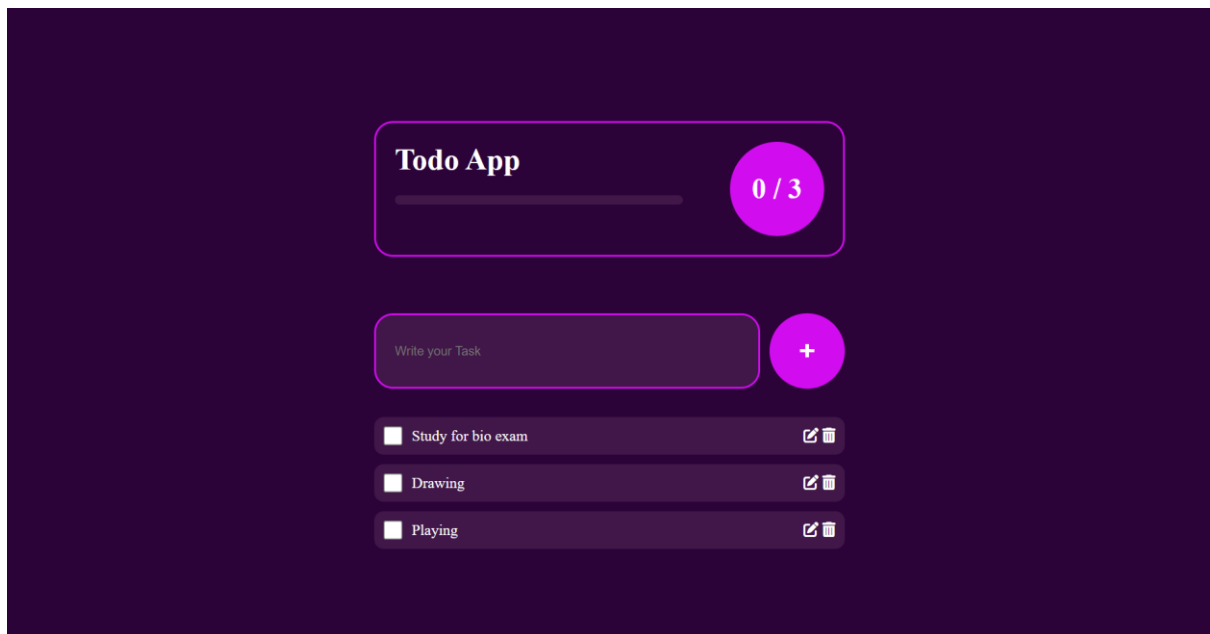 Todo App
0 / 3
Write your Task
+
Study for bio exam
Drawing
Playing